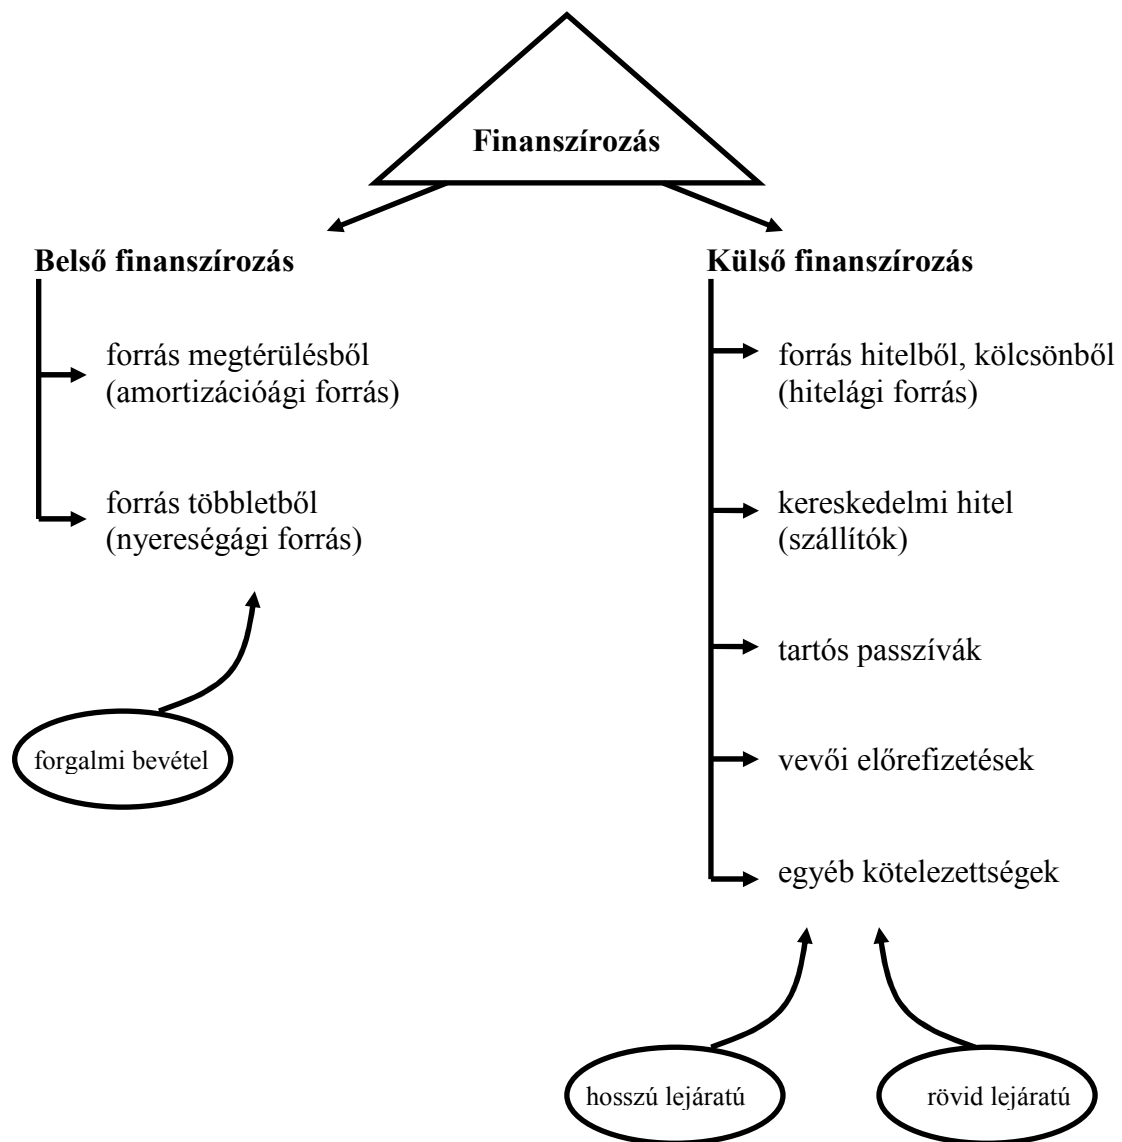 Finanszírozás
Belső finanszírozás
forrás megtérülésből
(amortizációági forrás)
forrás többletből
(nyereségági forrás)
forgalmi bevétel
Külső finanszírozás
forrás hitelből, kölcsönből
(hitelági forrás)
kereskedelmi hitel
(szállítók)
tartós passzívák
vevői előrefizetések
egyéb kötelezettségek
hosszú lejáratú
rövid lejáratú